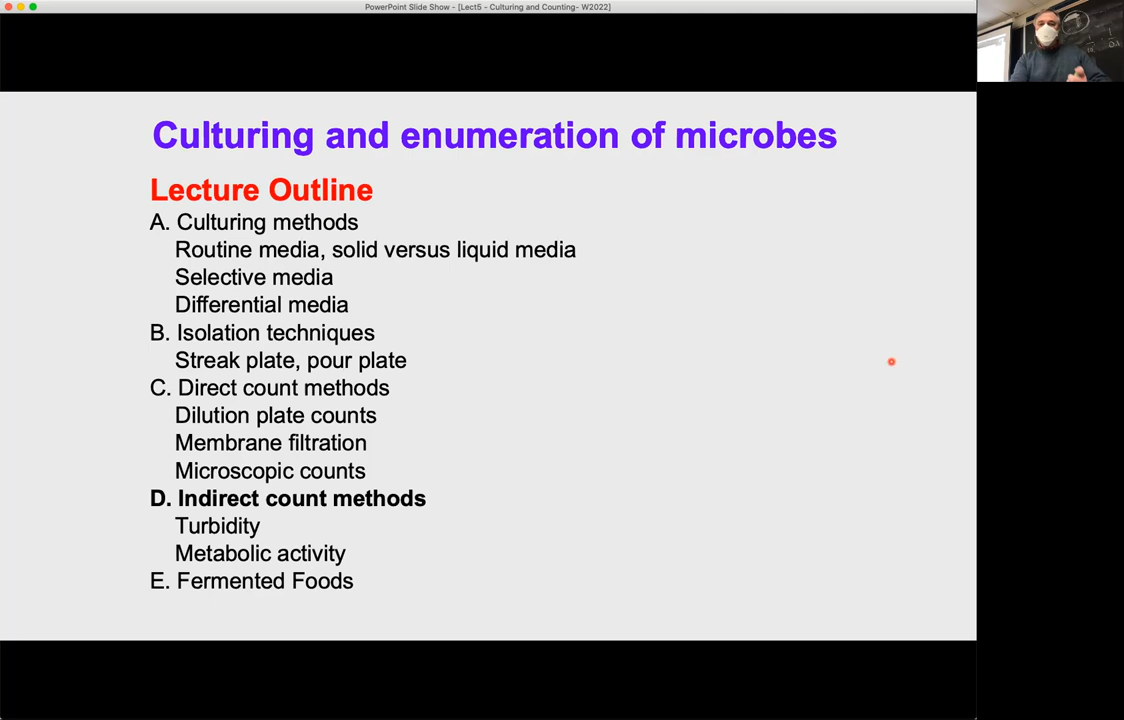 PowerPoint Slide Show - [Lect5 - Culturing and Counting- W2022]
Culturing and enumeration of microbes
Lecture Outline
A. Culturing methods
Routine media, solid versus liquid media
Selective media
Differential media
B. Isolation techniques
Streak plate, pour plate
C. Direct count methods
Dilution plate counts
Membrane filtration
Microscopic counts
D. Indirect count methods
Turbidity
Metabolic activity
E. Fermented Foods